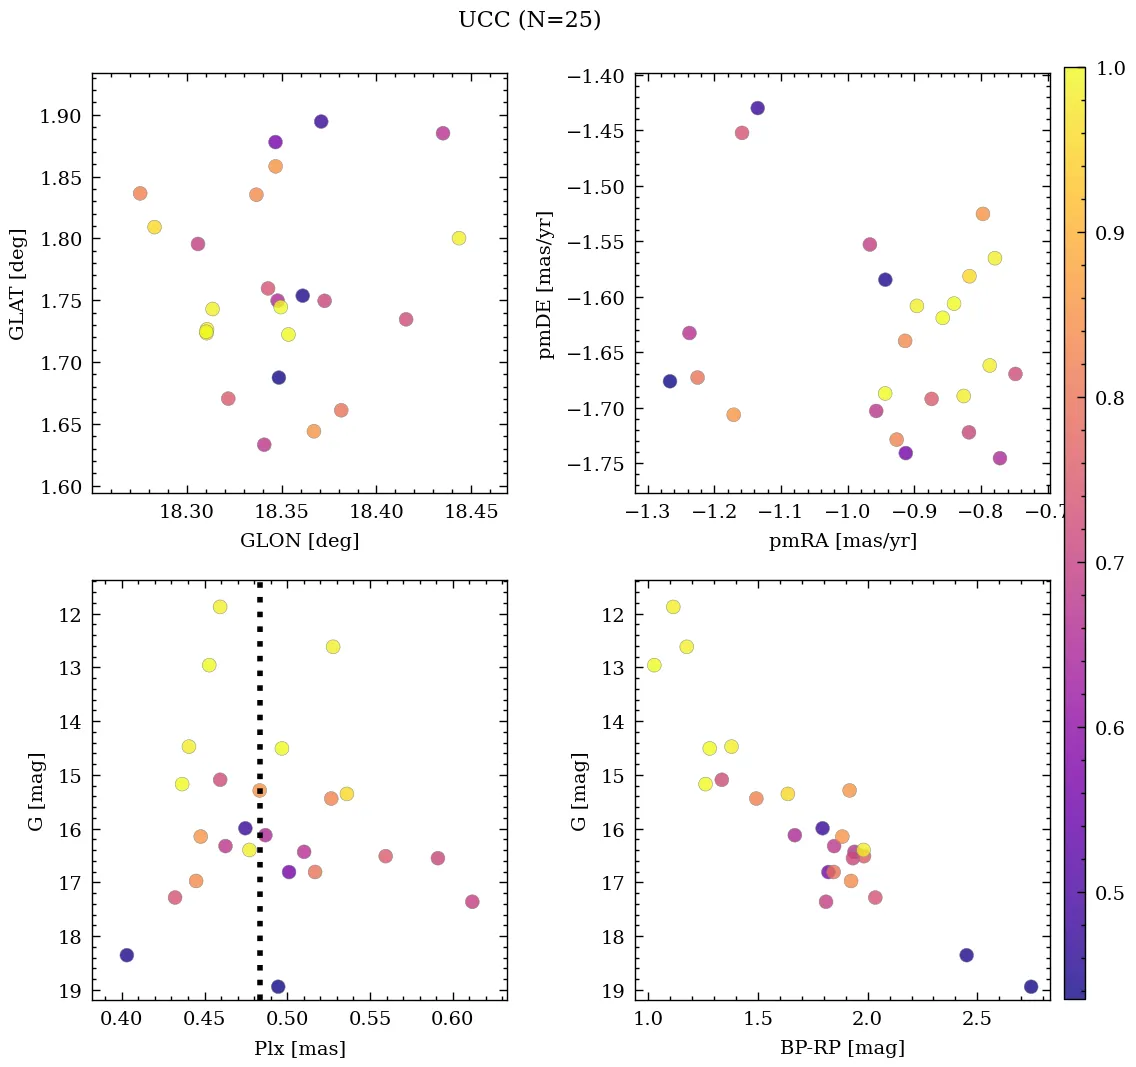 UCC (N=25)
1.90
1.85
1.80
1.75
1.70
1.65
1.60
GLAT [deg]
18.30 18.35 18.40 18.45
GLON [deg]
−1.40
−1.45
−1.50
−1.55
−1.60
−1.65
−1.70
−1.75
pmDE [mas/yr]
−1.3 −1.2 −1.1 −1.0 −0.9 −0.8 −0.7
pmRA [mas/yr]
12
13
14
15
16
17
18
19
G [mag]
0.40 0.45 0.50 0.55 0.60
Plx [mas]
12
13
14
15
16
17
18
19
G [mag]
1.0 1.5 2.0 2.5
BP-RP [mag]
1.0
0.9
0.8
0.7
0.6
0.5